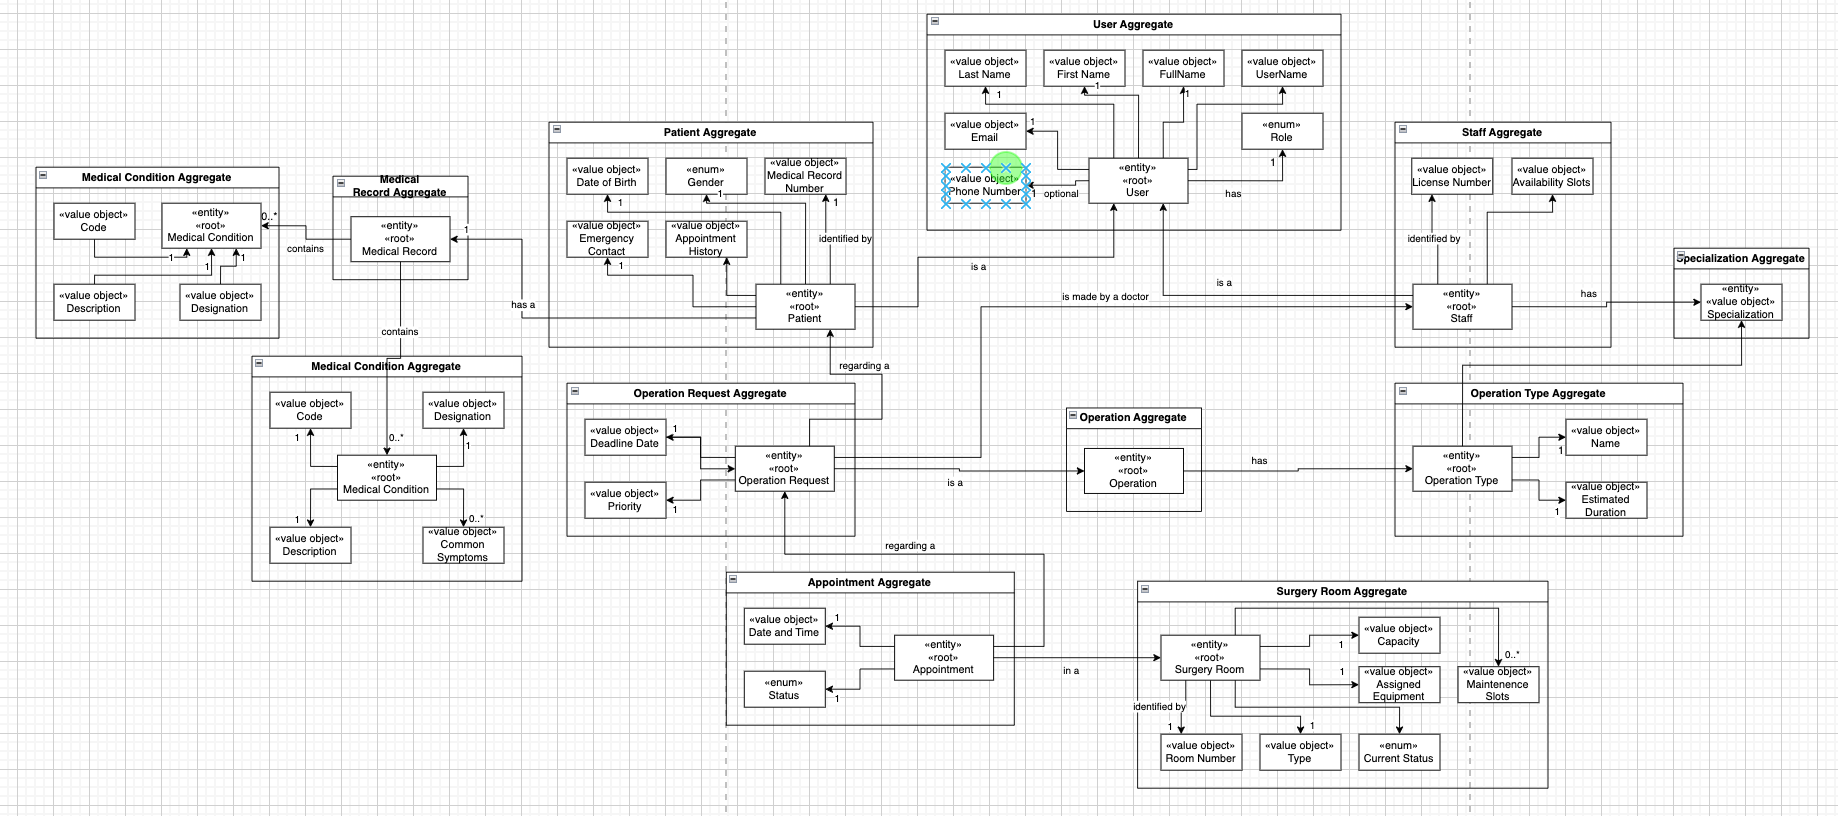 User Aggregate
«value object»
Last Name
«value object»
First Name
«value object»
FullName
«value object»
UserName
1
1
1
«value object»
Email
1
«enum»
Role
1
«value object»
Phone Number
1
optional
«entity»
«root»
User
has
Patient Aggregate
«value object»
Date of Birth
«enum»
Gender
«value object»
Medical Record
Number
1
1
1
«value object»
Emergency
Contact
«value object»
Appointment
History
identified by
1
«entity»
«root»
Patient
is a
has a
Staff Aggregate
«value object»
License Number
«value object»
Availability Slots
identified by
«entity»
«root»
Staff
is a
is made by a doctor
has
Specialization Aggregate
«entity»
«value object»
Specialization
Medical Condition Aggregate
«value object»
Code
«entity»
«root»
Medical Condition
0..*
1
1
1
«value object»
Description
«value object»
Designation
contains
Medical
Record Aggregate
«entity»
«root»
Medical Record
1
contains
Medical Condition Aggregate
«value object»
Code
«value object»
Designation
1
1
0..*
«entity»
«root»
Medical Condition
1
0..*
«value object»
Description
«value object»
Common
Symptoms
regarding a
Operation Request Aggregate
«value object»
Deadline Date
1
«entity»
«root»
Operation Request
«value object»
Priority
1
is a
Operation Aggregate
«entity»
«root»
Operation
has
Operation Type Aggregate
«value object»
Name
1
«entity»
«root»
Operation Type
«value object»
Estimated
Duration
1
regarding a
Appointment Aggregate
«value object»
Date and Time
1
«entity»
«root»
Appointment
«enum»
Status
1
in a
Surgery Room Aggregate
«value object»
Capacity
1
«entity»
«root»
Surgery Room
«value object»
Assigned
Equipment
1
0..*
«value object»
Maintenence
Slots
identified by
1
1
«value object»
Room Number
«value object»
Type
«enum»
Current Status